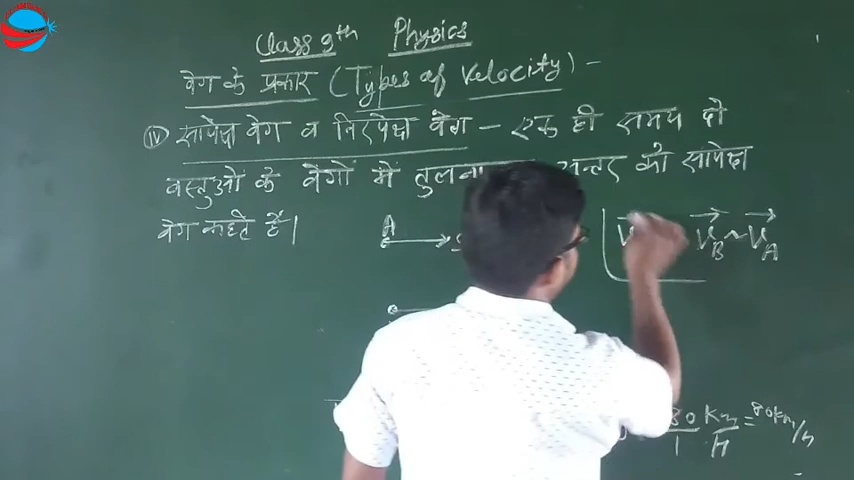 Class 9th Physics
वेग के प्रकार (Types of Velocity) -
(iv) सापेक्ष वेग व निरपेक्ष वेग - एक ही समय दो
वस्तुओ के वेगों में तुलना अन्तर को सापेक्ष
वेग कहते हैं।
A
V V_B ~ V_A
80 Km = 80km/h
1 H